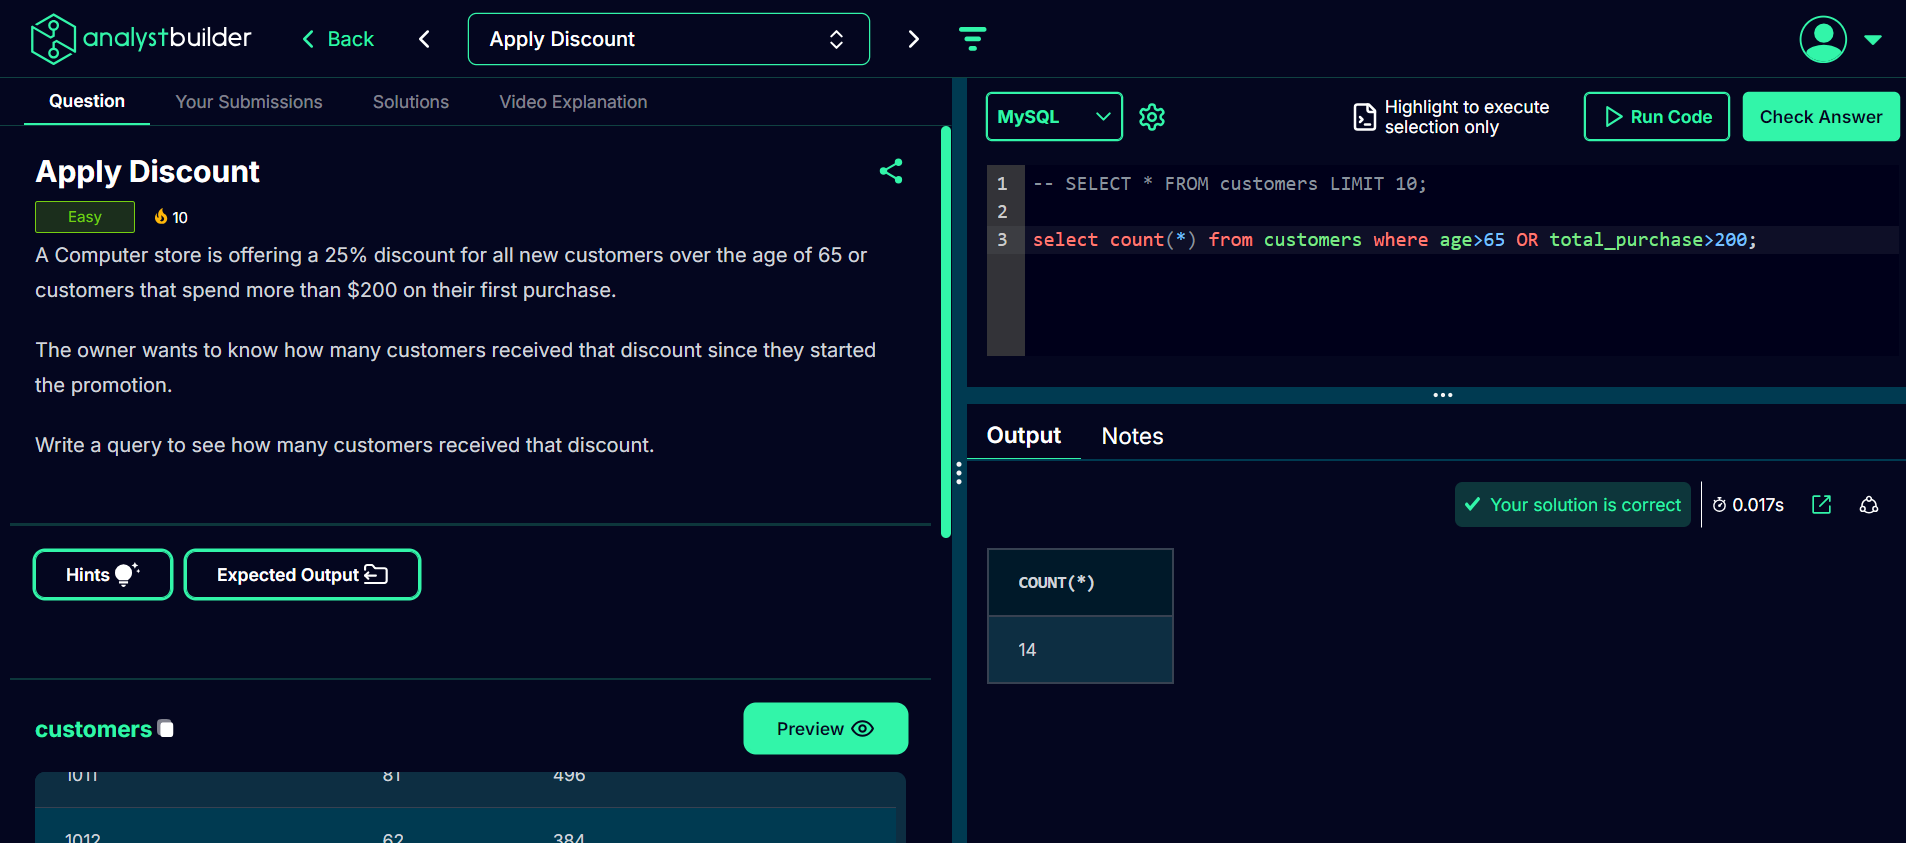 analystbuilder
Back
Apply Discount
Question
Your Submissions
Solutions
Video Explanation
Apply Discount
Easy
10
A Computer store is offering a 25% discount for all new customers over the age of 65 or
customers that spend more than $200 on their first purchase.
The owner wants to know how many customers received that discount since they started
the promotion.
Write a query to see how many customers received that discount.
Hints
Expected Output
customers
Preview
1011 81 496
1012 62 384
MySQL
Highlight to execute
selection only
Run Code
Check Answer
1 -- SELECT * FROM customers LIMIT 10;
2
3 select count(*) from customers where age>65 OR total_purchase>200;
Output
Notes
Your solution is correct
0.017s
COUNT(*)
14